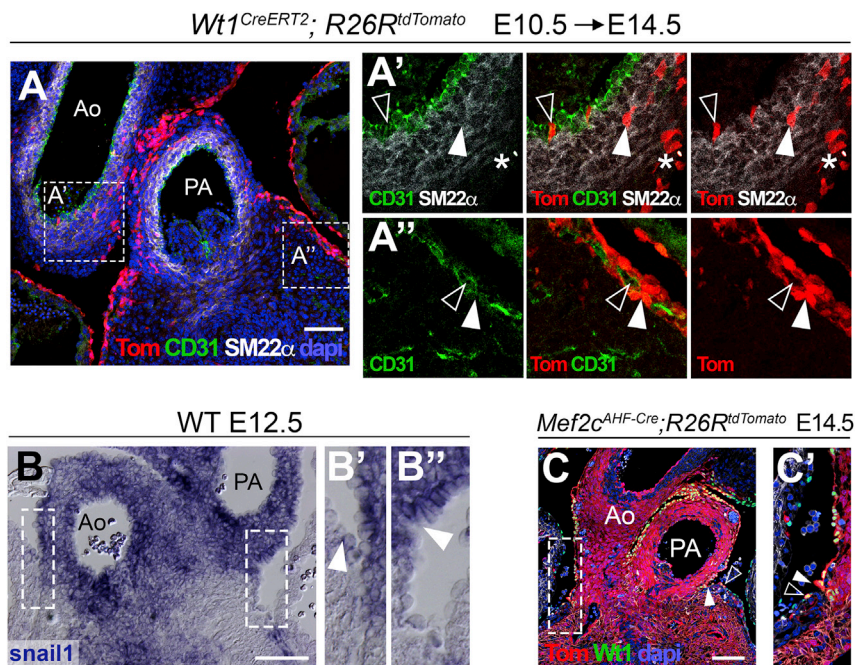 Wt1CreERT2; R26RtdTomato E10.5 → E14.5
A
Ao
PA
A'
A''
Tom CD31 SM22α dapi
A'
CD31 SM22α
*
Tom CD31 SM22α
*
Tom SM22α
*
A''
CD31
Tom CD31
Tom
WT E12.5
B
Ao
PA
snail1
B'
B''
Mef2cAHF-Cre;R26RtdTomato E14.5
C
Ao
PA
Tom Wt1 dapi
C'